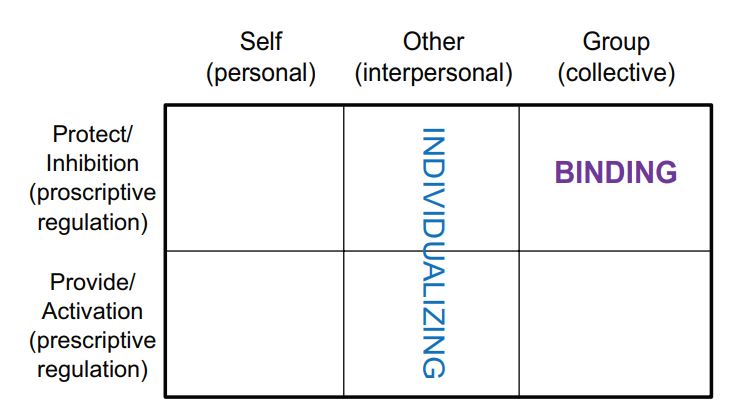 Self
(personal)
Other
(interpersonal)
Group
(collective)
Protect/
Inhibition
(proscriptive
regulation)
INDIVIDUALIZING
BINDING
Provide/
Activation
(prescriptive
regulation)